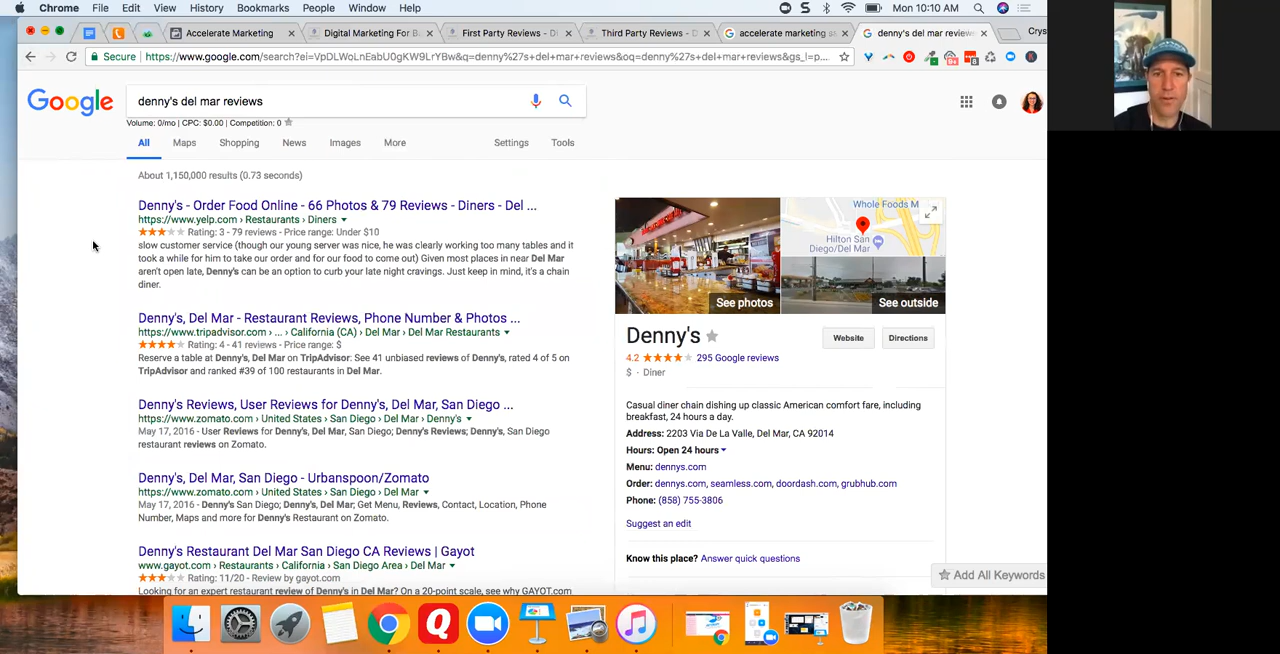 Chrome File Edit View History Bookmarks People Window Help
Mon 10:10 AM
Accelerate Marketing
Digital Marketing For B
First Party Reviews - Di
Third Party Reviews - D
accelerate marketing sa
denny's del mar reviews
Crys
Secure https://www.google.com/search?ei=VpDLWoLnEabU0gKW9LrYBw&q=denny%27s+del+mar+reviews&oq=denny%27s+del+mar+reviews&gs_l=p...
Google
denny's del mar reviews
Volume: 0/mo | CPC: $0.00 | Competition: 0
All Maps Shopping News Images More Settings Tools
About 1,150,000 results (0.73 seconds)
Denny's - Order Food Online - 66 Photos & 79 Reviews - Diners - Del ...
https://www.yelp.com › Restaurants › Diners
Rating: 3 - 79 reviews - Price range: Under $10
slow customer service (though our young server was nice, he was clearly working too many tables and it
took a while for him to take our order and for our food to come out) Given most places in near Del Mar
aren't open late, Denny's can be an option to curb your late night cravings. Just keep in mind, it's a chain
diner.
Denny's, Del Mar - Restaurant Reviews, Phone Number & Photos ...
https://www.tripadvisor.com › ... › California (CA) › Del Mar › Del Mar Restaurants
Rating: 4 - 41 reviews - Price range: $
Reserve a table at Denny's, Del Mar on TripAdvisor: See 41 unbiased reviews of Denny's, rated 4 of 5 on
TripAdvisor and ranked #39 of 100 restaurants in Del Mar.
Denny's Reviews, User Reviews for Denny's, Del Mar, San Diego ...
https://www.zomato.com › United States › San Diego › Del Mar › Denny's
May 17, 2016 - User Reviews for Denny's, Del Mar, San Diego; Denny's Reviews; Denny's, San Diego
restaurant reviews on Zomato.
Denny's, Del Mar, San Diego - Urbanspoon/Zomato
https://www.zomato.com › United States › San Diego › Del Mar
May 17, 2016 - Denny's San Diego; Denny's, Del Mar; Get Menu, Reviews, Contact, Location, Phone
Number, Maps and more for Denny's Restaurant on Zomato.
Denny's Restaurant Del Mar San Diego CA Reviews | Gayot
www.gayot.com › Restaurants › California › San Diego Area › Del Mar
Rating: 11/20 - Review by gayot.com
Looking for an expert restaurant review of Denny's in Del Mar? On a 20-point scale, see why GAYOT.com
Whole Foods M
Hilton San
Diego/Del Mar
See photos
See outside
Denny's
Website
Directions
4.2 295 Google reviews
$ · Diner
Casual diner chain dishing up classic American comfort fare, including
breakfast, 24 hours a day.
Address: 2203 Via De La Valle, Del Mar, CA 92014
Hours: Open 24 hours
Menu: dennys.com
Order: dennys.com, seamless.com, doordash.com, grubhub.com
Phone: (858) 755-3806
Suggest an edit
Know this place? Answer quick questions
Add All Keywords